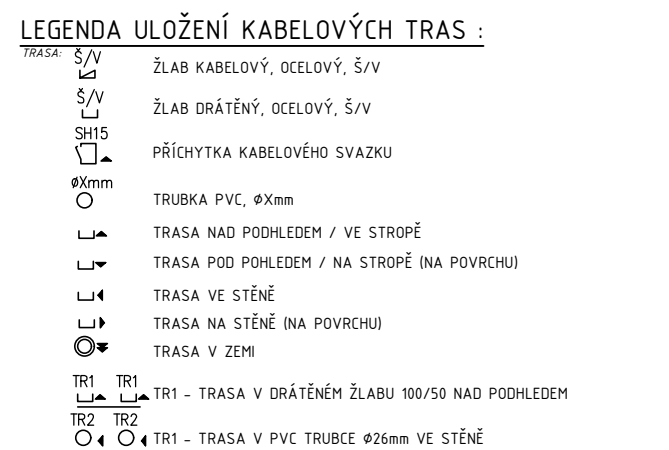 LEGENDA ULOŽENÍ KABELOVÝCH TRAS :
TRASA:
Š/V
ŽLAB KABELOVÝ, OCELOVÝ, Š/V
Š/V
ŽLAB DRÁTĚNÝ, OCELOVÝ, Š/V
SH15
PŘÍCHYTKA KABELOVÉHO SVAZKU
øXmm
TRUBKA PVC, øXmm
TRASA NAD PODHLEDEM / VE STROPĚ
TRASA POD POHLEDEM / NA STROPĚ (NA POVRCHU)
TRASA VE STĚNĚ
TRASA NA STĚNĚ (NA POVRCHU)
TRASA V ZEMI
TR1 TR1
TR1 - TRASA V DRÁTĚNÉM ŽLABU 100/50 NAD PODHLEDEM
TR2 TR2
TR1 - TRASA V PVC TRUBCE ø26mm VE STĚNĚ